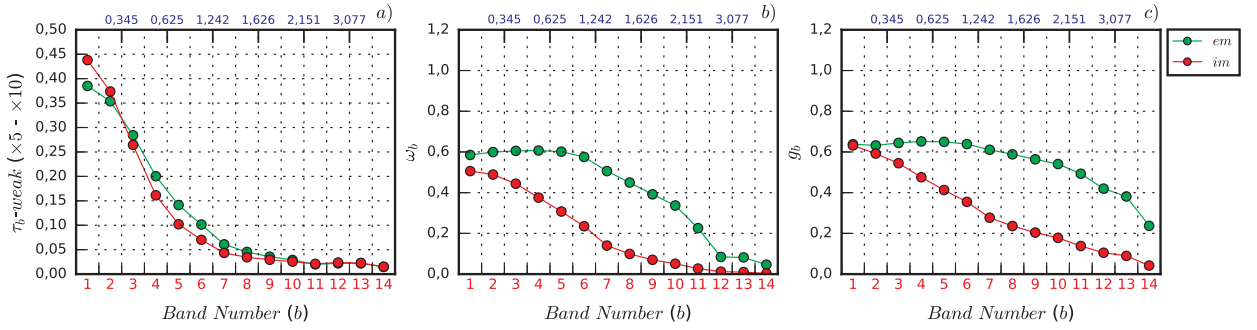 0,345 0,625 1,242 1,626 2,151 3,077 a)
0,50
0,45
0,40
0,35
0,30
0,25
0,20
0,15
0,10
0,05
0,00
τb-weak (×5 - ×10)
1 2 3 4 5 6 7 8 9 10 11 12 13 14
Band Number (b)
0,345 0,625 1,242 1,626 2,151 3,077 b)
1,2
1,0
0,8
0,6
0,4
0,2
0,0
ωb
1 2 3 4 5 6 7 8 9 10 11 12 13 14
Band Number (b)
0,345 0,625 1,242 1,626 2,151 3,077 c)
1,2
1,0
0,8
0,6
0,4
0,2
0,0
gb
1 2 3 4 5 6 7 8 9 10 11 12 13 14
Band Number (b)
em
im